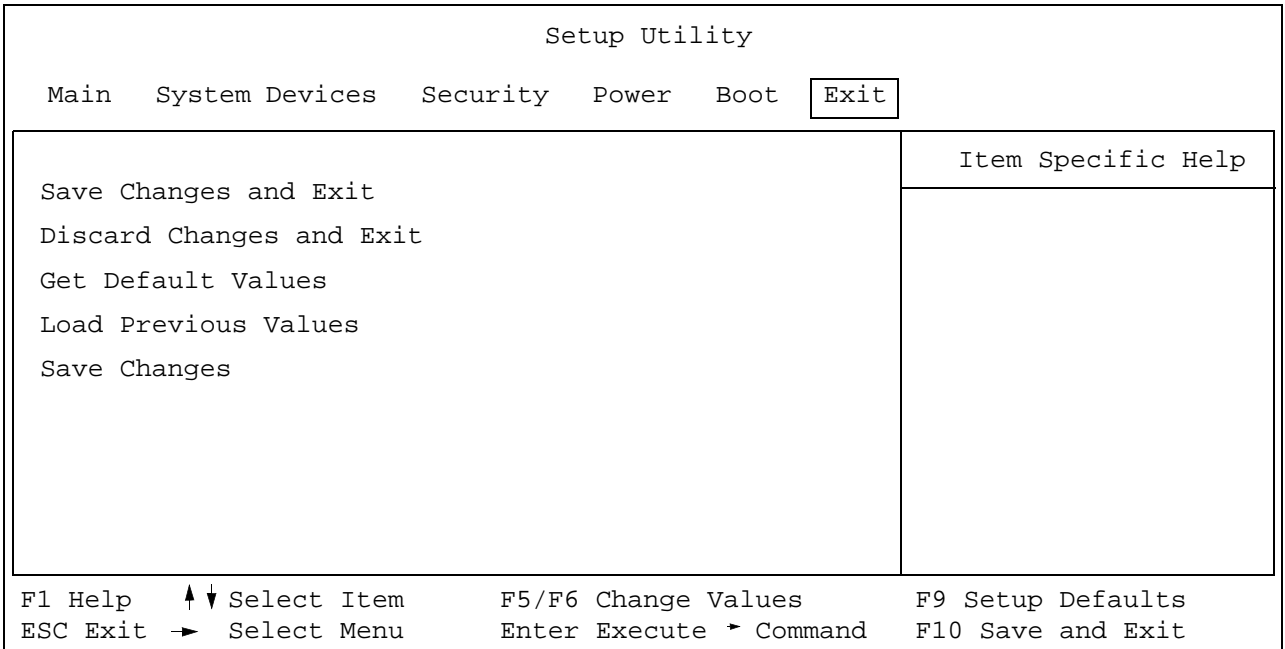 Setup Utility
Main System Devices Security Power Boot Exit
Item Specific Help
Save Changes and Exit
Discard Changes and Exit
Get Default Values
Load Previous Values
Save Changes
F1 Help Select Item F5/F6 Change Values F9 Setup Defaults
ESC Exit Select Menu Enter Execute Command F10 Save and Exit